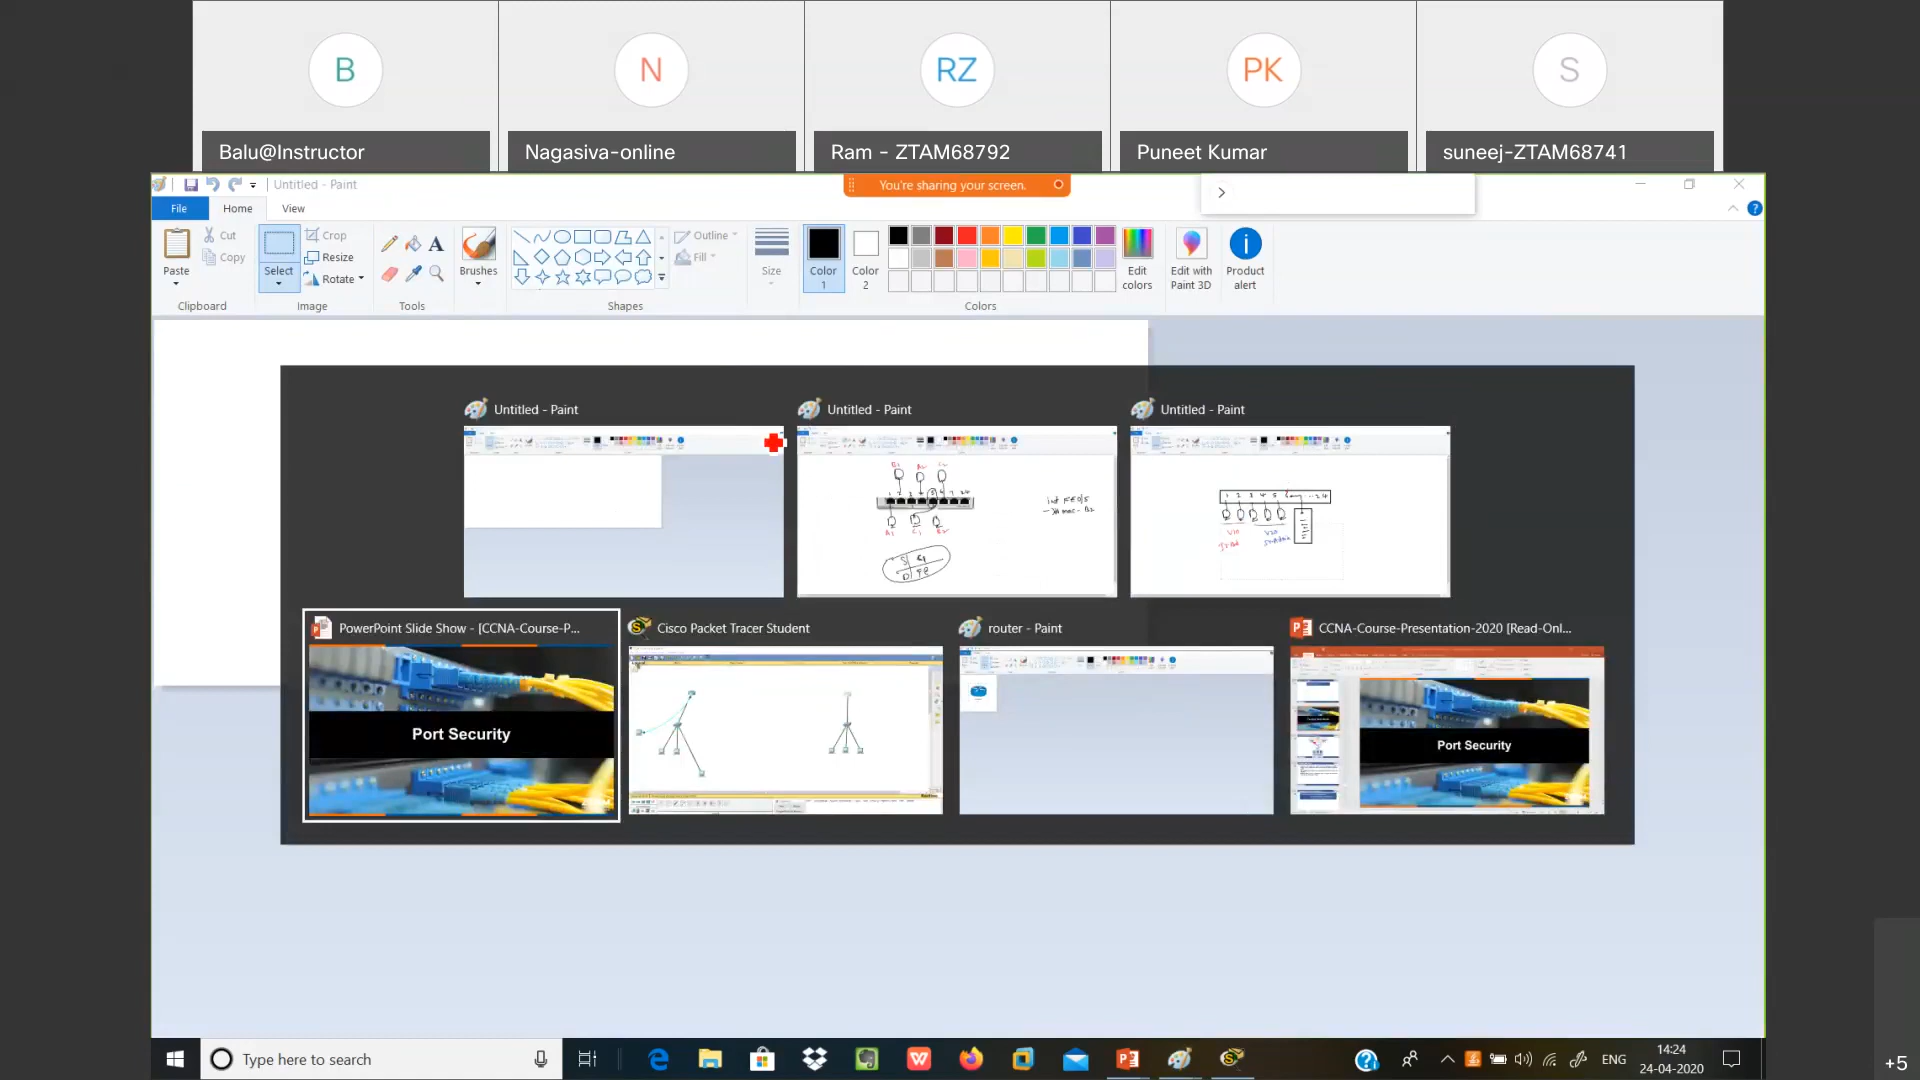 B
N
RZ
PK
S
Balu@Instructor
Nagasiva-online
Ram - ZTAM68792
Puneet Kumar
suneej-ZTAM68741
Untitled - Paint
You're sharing your screen.
File
Home
View
Paste
Cut
Copy
Clipboard
Select
Crop
Resize
Rotate
Image
A
Tools
Brushes
Outline
Fill
Shapes
Size
Color 1
Color 2
Edit colors
Colors
Edit with Paint 3D
Product alert
Untitled - Paint
Untitled - Paint
Untitled - Paint
PowerPoint Slide Show - [CCNA-Course-P...
Cisco Packet Tracer Student
router - Paint
CCNA-Course-Presentation-2020 [Read-Onl...
Port Security
Port Security
Type here to search
ENG
14:24
24-04-2020
+5